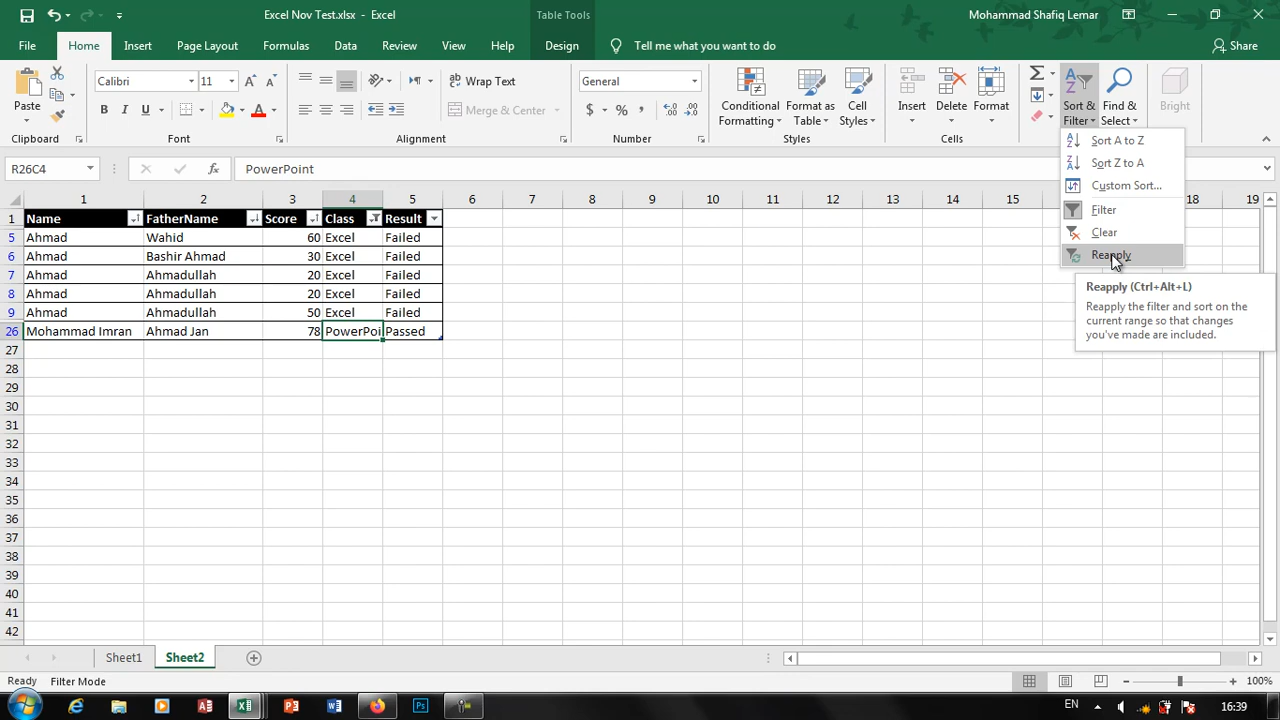 Excel Nov Test.xlsx - Excel
Table Tools
Mohammad Shafiq Lemar
File Home Insert Page Layout Formulas Data Review View Help Design Tell me what you want to do Share
Paste
Clipboard
Calibri 11
B I U
Font
Wrap Text
Merge & Center
Alignment
General
$ % ,
Number
Conditional Formatting
Format as Table
Cell Styles
Styles
Insert
Delete
Format
Cells
Sort & Filter
Find & Select
Bright
Sort A to Z
Sort Z to A
Custom Sort...
Filter
Clear
Reapply
Reapply (Ctrl+Alt+L)
Reapply the filter and sort on the
current range so that changes
you've made are included.
R26C4 fx PowerPoint
1 2 3 4 5 6 7 8 9 10 11 12 13 14 15 18 19
1 Name FatherName Score Class Result
5 Ahmad Wahid 60 Excel Failed
6 Ahmad Bashir Ahmad 30 Excel Failed
7 Ahmad Ahmadullah 20 Excel Failed
8 Ahmad Ahmadullah 20 Excel Failed
9 Ahmad Ahmadullah 50 Excel Failed
26 Mohammad Imran Ahmad Jan 78 PowerPoi Passed
27
28
29
30
31
32
33
34
35
36
37
38
39
40
41
42
Sheet1 Sheet2
Ready Filter Mode 100%
EN 16:39